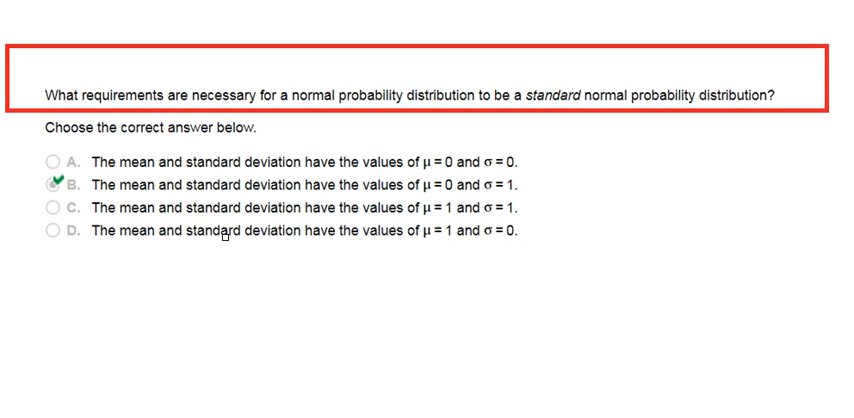 What requirements are necessary for a normal probability distribution to be a standard normal probability distribution?
Choose the correct answer below.
A. The mean and standard deviation have the values of μ = 0 and σ = 0.
B. The mean and standard deviation have the values of μ = 0 and σ = 1.
C. The mean and standard deviation have the values of μ = 1 and σ = 1.
D. The mean and standard deviation have the values of μ = 1 and σ = 0.